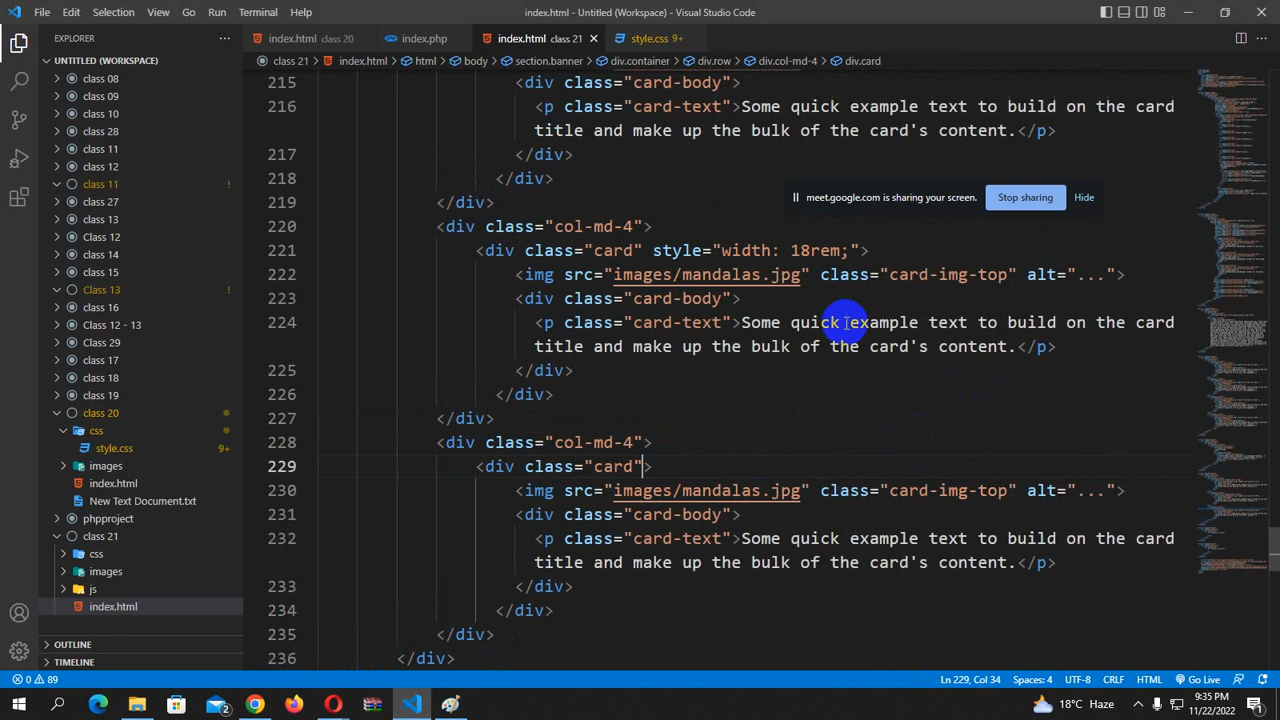 File Edit Selection View Go Run Terminal Help
index.html - Untitled (Workspace) - Visual Studio Code
EXPLORER ...
index.html class 20 index.php index.html class 21 style.css 9+
UNTITLED (WORKSPACE)
class 21 > index.html > html > body > section.banner > div.container > div.row > div.col-md-4 > div.card
class 08
class 09
class 10
class 28
class 11
class 12
class 11 !
class 27
class 13
Class 12
class 14
class 15
Class 13 !
class 16
Class 12 - 13
Class 29
class 18
Class 19
class 20
css
style.css 9+
images
index.html
New Text Document.txt
phpproject
class 21
css
images
js
index.html
OUTLINE
TIMELINE
215 <div class="card-body">
216 <p class="card-text">Some quick example text to build on the card
title and make up the bulk of the card's content.</p>
217 </div>
218 </div>
219 </div>
220 <div class="col-md-4">
221 <div class="card" style="width: 18rem;">
222 <img src="images/mandalas.jpg" class="card-img-top" alt="...">
223 <div class="card-body">
224 <p class="card-text">Some quick example text to build on the card
title and make up the bulk of the card's content.</p>
225 </div>
226 </div>
227 </div>
228 <div class="col-md-4">
229 <div class="card">
230 <img src="images/mandalas.jpg" class="card-img-top" alt="...">
231 <div class="card-body">
232 <p class="card-text">Some quick example text to build on the card
title and make up the bulk of the card's content.</p>
233 </div>
234 </div>
235 </div>
236 </div>
meet.google.com is sharing your screen. Stop sharing Hide
0 89
Ln 229, Col 34 Spaces: 4 UTF-8 CRLF HTML Go Live
2
18°C Haze
9:35 PM
11/22/2022
1